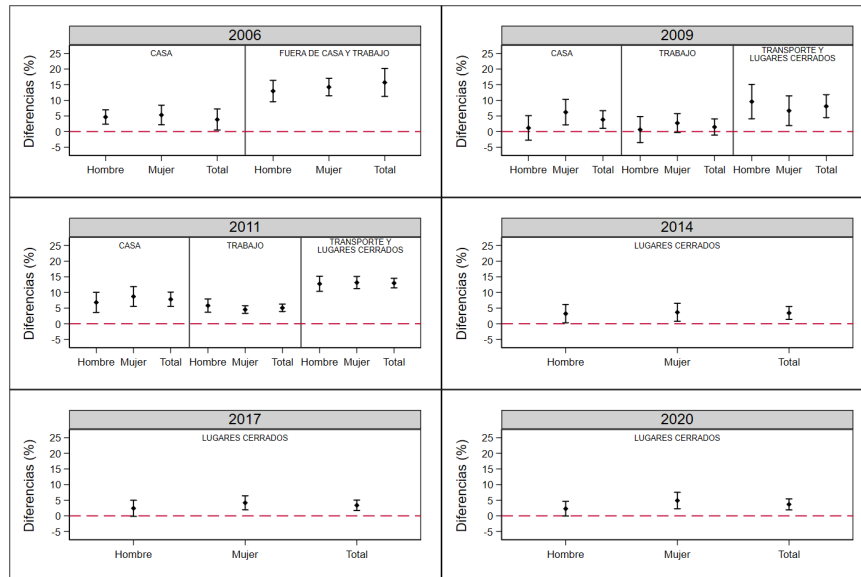 2006
CASA
FUERA DE CASA Y TRABAJO
Diferencias (%)
25
20
15
10
5
0
-5
Hombre Mujer Total Hombre Mujer Total
2009
CASA
TRABAJO
TRANSPORTE Y
LUGARES CERRADOS
Diferencias (%)
25
20
15
10
5
0
-5
Hombre Mujer Total Hombre Mujer Total Hombre Mujer Total
2011
CASA
TRABAJO
TRANSPORTE Y
LUGARES CERRADOS
Diferencias (%)
25
20
15
10
5
0
-5
Hombre Mujer Total Hombre Mujer Total Hombre Mujer Total
2014
LUGARES CERRADOS
Diferencias (%)
25
20
15
10
5
0
-5
Hombre Mujer Total
2017
LUGARES CERRADOS
Diferencias (%)
25
20
15
10
5
0
-5
Hombre Mujer Total
2020
LUGARES CERRADOS
Diferencias (%)
25
20
15
10
5
0
-5
Hombre Mujer Total